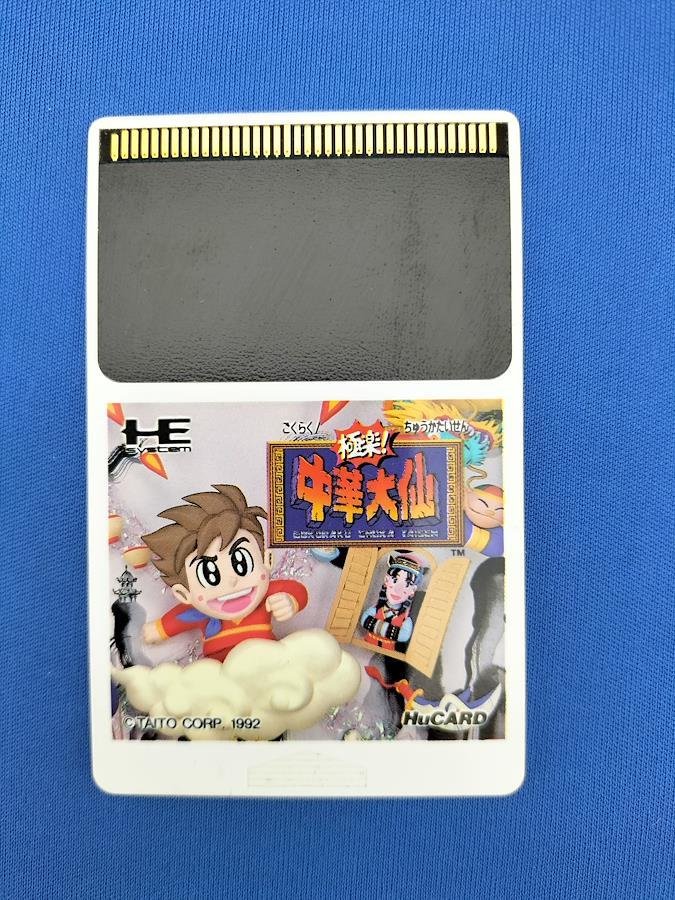 HE
System
こくらく!
ちゅうかたいせん
極楽!
中華大仙
GOKURAKU CHUKA TAISEN
TM
©TAITO CORP. 1992
HuCARD